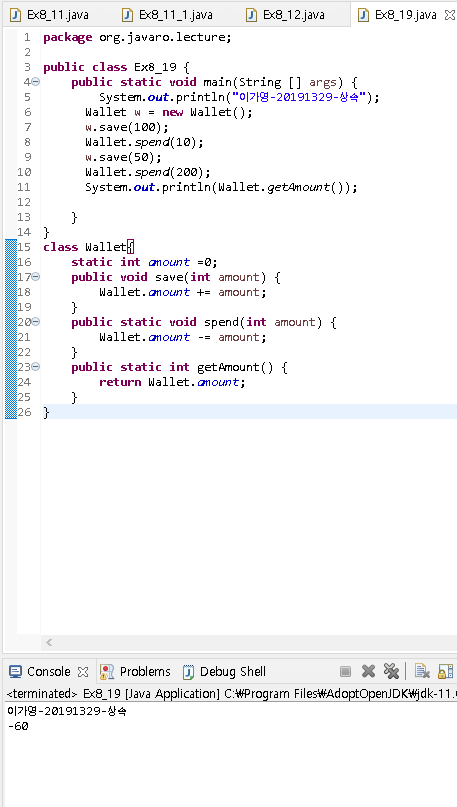 Ex8_11.java Ex8_11_1.java Ex8_12.java Ex8_19.java
1 package org.javaro.lecture;
2
3 public class Ex8_19 {
4 public static void main(String [] args) {
5 System.out.println("이가영-20191329-상속");
6 Wallet w = new Wallet();
7 w.save(100);
8 Wallet.spend(10);
9 w.save(50);
10 Wallet.spend(200);
11 System.out.println(Wallet.getAmount());
12
13 }
14 }
15 class Wallet{
16 static int amount =0;
17 public void save(int amount) {
18 Wallet.amount += amount;
19 }
20 public static void spend(int amount) {
21 Wallet.amount -= amount;
22 }
23 public static int getAmount() {
24 return Wallet.amount;
25 }
26 }
Console Problems Debug Shell
<terminated> Ex8_19 [Java Application] C:₩Program Files₩AdoptOpenJDK₩jdk-11.
이가영-20191329-상속
-60